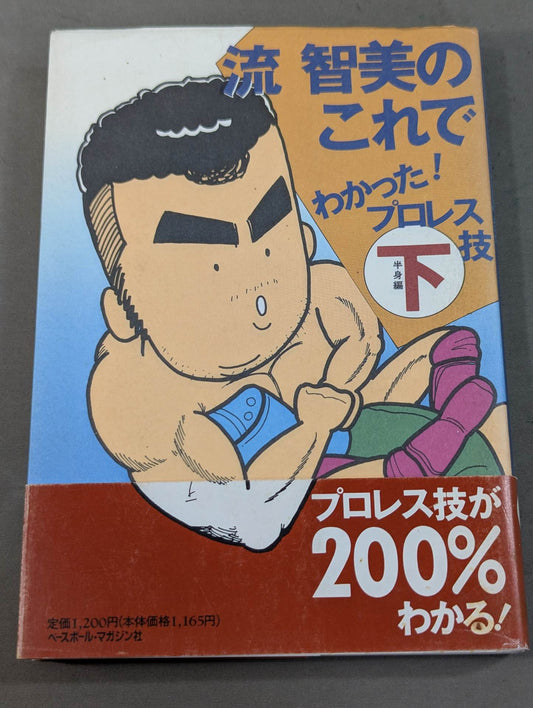 流 智美の
これで
わかった!
プロレス
技
下
半身編
プロレス技が
200%
わかる!
定価1,200円(本体価格1,165円)
ベースボール・マガジン社